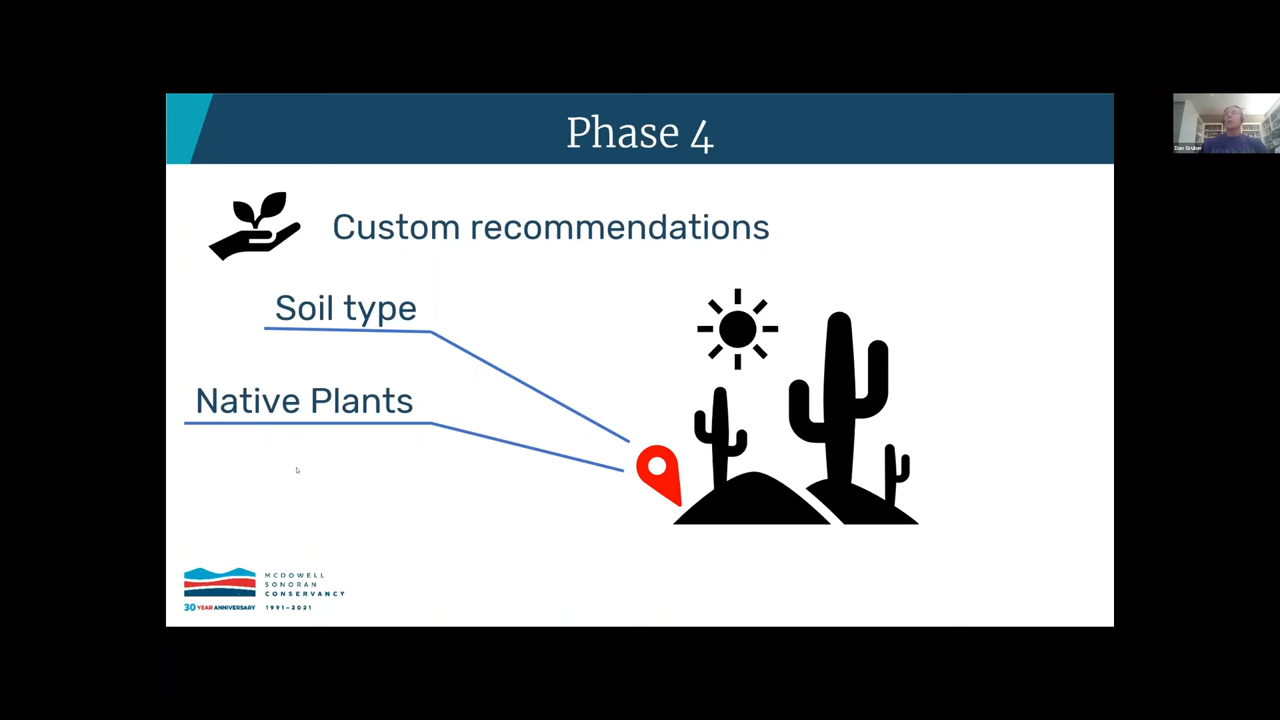 Phase 4
Custom recommendations
Soil type
Native Plants
MCDOWELL
SONORAN
CONSERVANCY
30 YEAR ANNIVERSARY 1991-2021
Dan Gruber